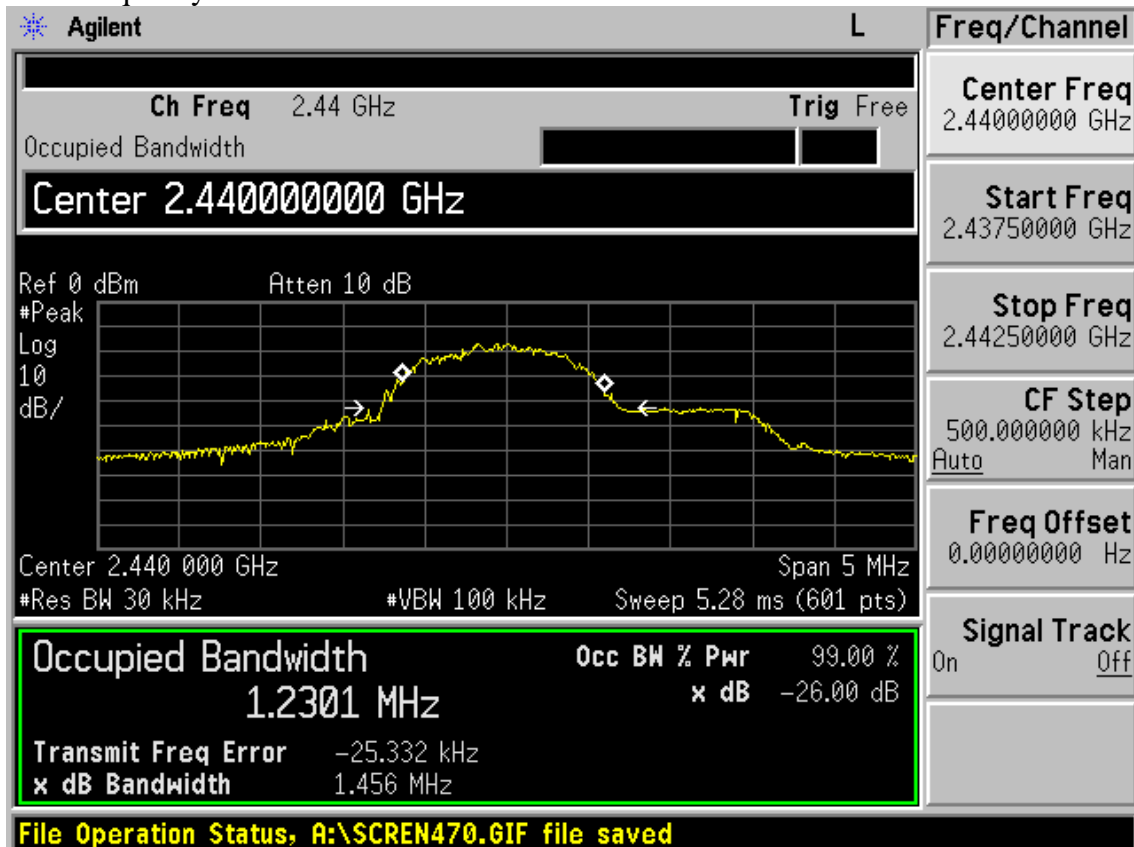 Agilent L
Ch Freq 2.44 GHz Trig Free
Occupied Bandwidth
Center 2.440000000 GHz
Ref 0 dBm Atten 10 dB
#Peak
Log
10
dB/
Center 2.440 000 GHz Span 5 MHz
#Res BW 30 kHz #VBW 100 kHz Sweep 5.28 ms (601 pts)
Occupied Bandwidth Occ BW % Pwr 99.00 %
1.2301 MHz x dB -26.00 dB
Transmit Freq Error -25.332 kHz
x dB Bandwidth 1.456 MHz
File Operation Status, A:\SCREN470.GIF file saved
Freq/Channel
Center Freq
2.44000000 GHz
Start Freq
2.43750000 GHz
Stop Freq
2.44250000 GHz
CF Step
500.000000 kHz
Auto Man
Freq Offset
0.00000000 Hz
Signal Track
On Off